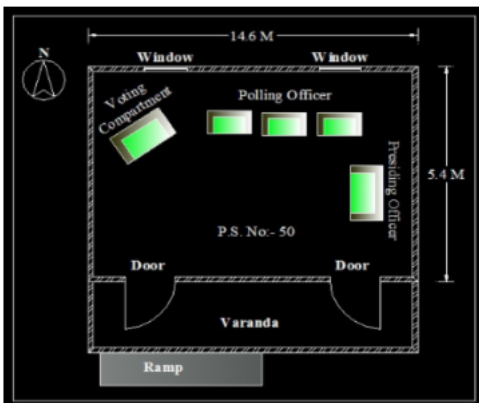 14.6 M
N
Window
Window
Voting
Compartment
Polling Officer
Presiding Officer
5.4 M
P.S. No:- 50
Door
Door
Varanda
Ramp